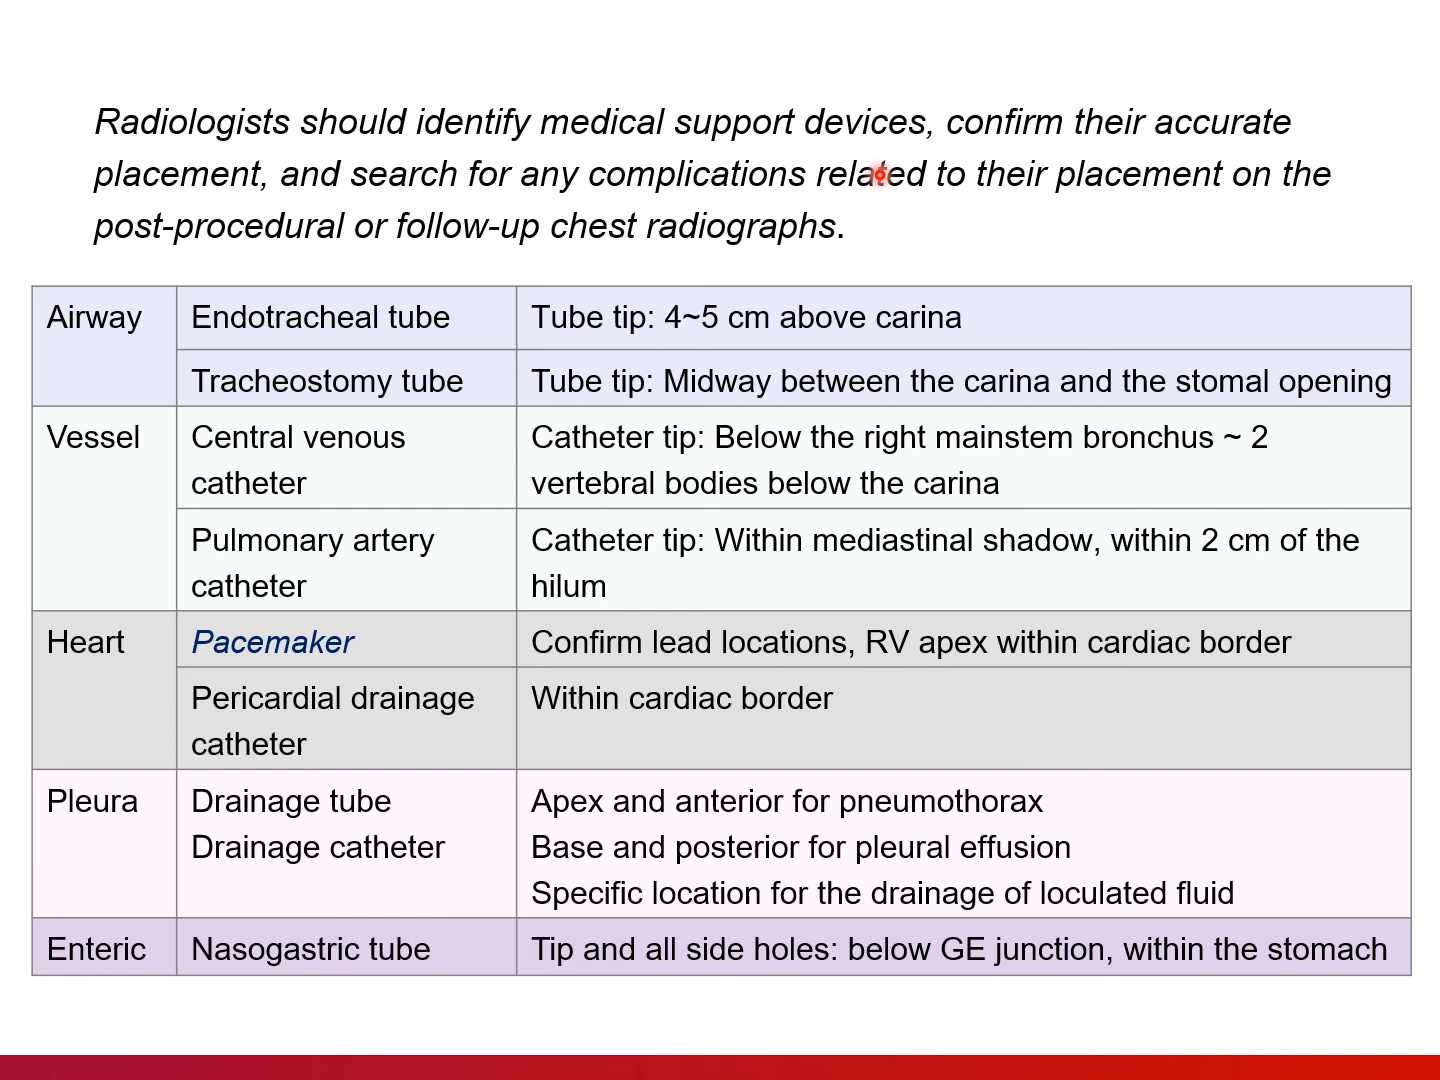 Radiologists should identify medical support devices, confirm their accurate
placement, and search for any complications related to their placement on the
post-procedural or follow-up chest radiographs.
Airway
Endotracheal tube
Tube tip: 4~5 cm above carina
Tracheostomy tube
Tube tip: Midway between the carina and the stomal opening
Vessel
Central venous
catheter
Catheter tip: Below the right mainstem bronchus ~ 2
vertebral bodies below the carina
Pulmonary artery
catheter
Catheter tip: Within mediastinal shadow, within 2 cm of the
hilum
Heart
Pacemaker
Confirm lead locations, RV apex within cardiac border
Pericardial drainage
catheter
Within cardiac border
Pleura
Drainage tube
Drainage catheter
Apex and anterior for pneumothorax
Base and posterior for pleural effusion
Specific location for the drainage of loculated fluid
Enteric
Nasogastric tube
Tip and all side holes: below GE junction, within the stomach